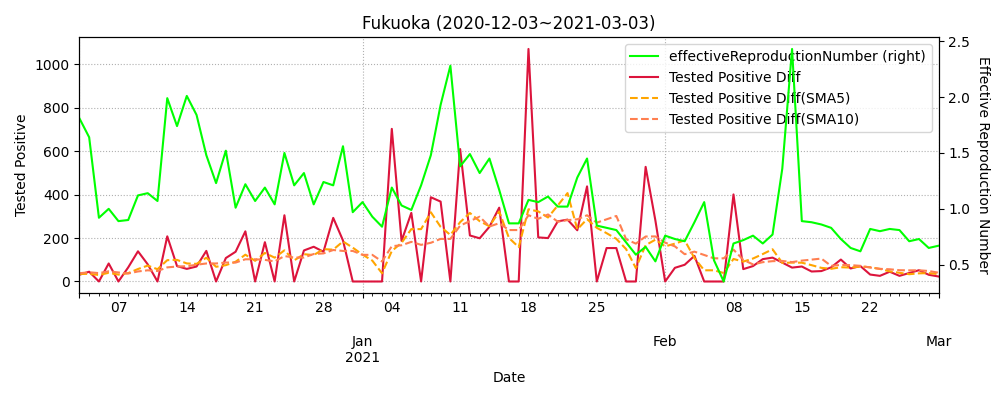 Fukuoka (2020-12-03~2021-03-03)
effectiveReproductionNumber (right)
Tested Positive Diff
Tested Positive Diff(SMA5)
Tested Positive Diff(SMA10)
Tested Positive
1000
800
600
400
200
0
2.5
2.0
1.5
1.0
0.5
Effective Reproduction Number
07 14 21 28 04 11 18 25 08 15 22
Jan Feb Mar
2021
Date